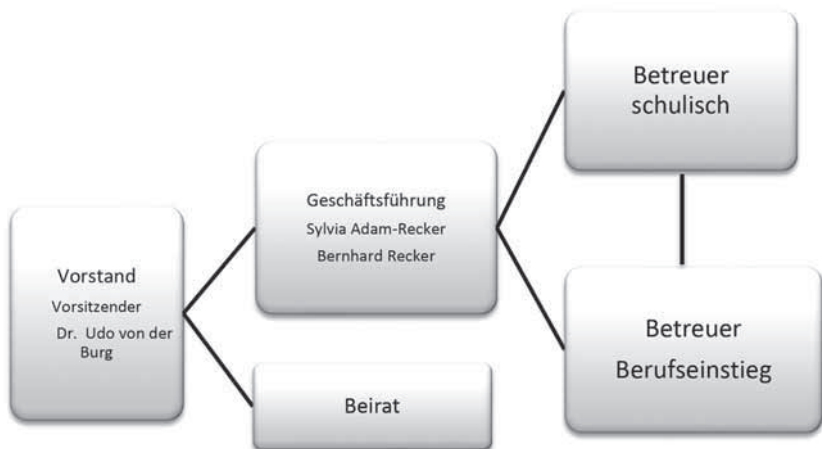 Vorstand
Vorsitzender
Dr. Udo von der
Burg
Geschäftsführung
Sylvia Adam-Recker
Bernhard Recker
Beirat
Betreuer
schulisch
Betreuer
Berufseinstieg